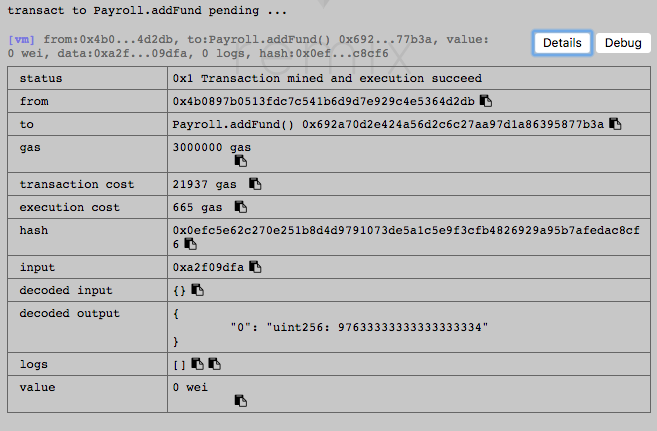 transact to Payroll.addFund pending ...
[vm] from:0x4b0...4d2db, to:Payroll.addFund() 0x692...77b3a, value:
0 wei, data:0xa2f...09dfa, 0 logs, hash:0x0ef...c8cf6
Details
Debug
remix
status 0x1 Transaction mined and execution succeed
from 0x4b0897b0513fdc7c541b6d9d7e929c4e5364d2db
to Payroll.addFund() 0x692a70d2e424a56d2c6c27aa97d1a86395877b3a
gas 3000000 gas
transaction cost 21937 gas
execution cost 665 gas
hash 0x0efc5e62c270e251b8d4d9791073de5a1c5e9f3cfb4826929a95b7afedac8cf
6
input 0xa2f09dfa
decoded input {}
decoded output {
"0": "uint256: 97633333333333333334"
}
logs []
value 0 wei